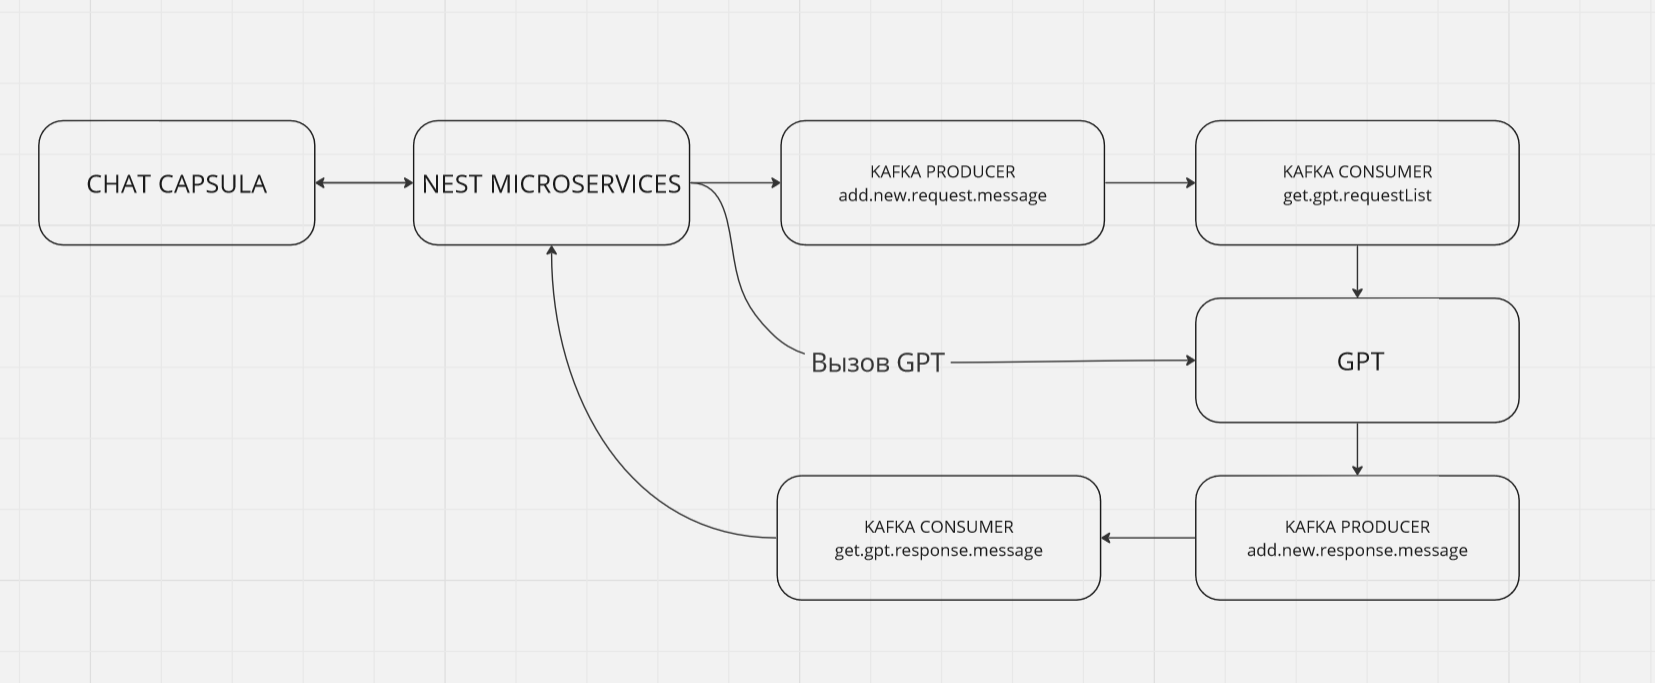 CHAT CAPSULA
NEST MICROSERVICES
KAFKA PRODUCER
add.new.request.message
KAFKA CONSUMER
get.gpt.requestList
Вызов GPT
GPT
KAFKA CONSUMER
get.gpt.response.message
KAFKA PRODUCER
add.new.response.message